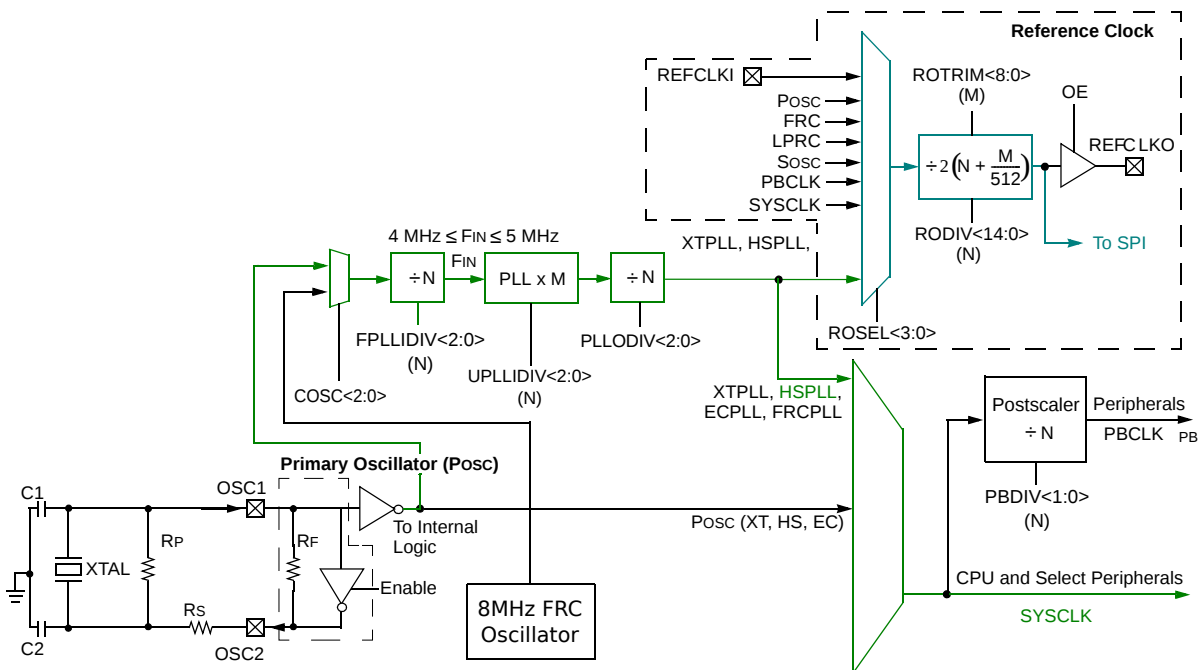 Reference Clock
REFCLKI
POSC
FRC
LPRC
SOSC
PBCLK
SYSCLK
ROTRIM<8:0>
(M)
÷ 2 (N + M/512)
RODIV<14:0>
(N)
OE
REFCLKO
To SPI
ROSEL<3:0>
XTPLL, HSPLL,
4 MHz ≤ FIN ≤ 5 MHz
FIN
÷ N
PLL x M
÷ N
FPLLIDIV<2:0>
(N)
UPLLIDIV<2:0>
(N)
PLLODIV<2:0>
COSC<2:0>
XTPLL, HSPLL,
ECPLL, FRCPLL
Postscaler
÷ N
Peripherals
PBCLK
PB
PBDIV<1:0>
(N)
Primary Oscillator (POSC)
C1
OSC1
To Internal
Logic
POSC (XT, HS, EC)
RP
RF
XTAL
Enable
RS
C2
OSC2
8MHz FRC
Oscillator
CPU and Select Peripherals
SYSCLK